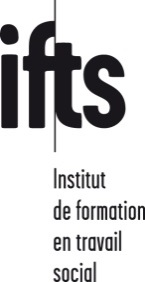 ifts
Institut
de formation
en travail
social